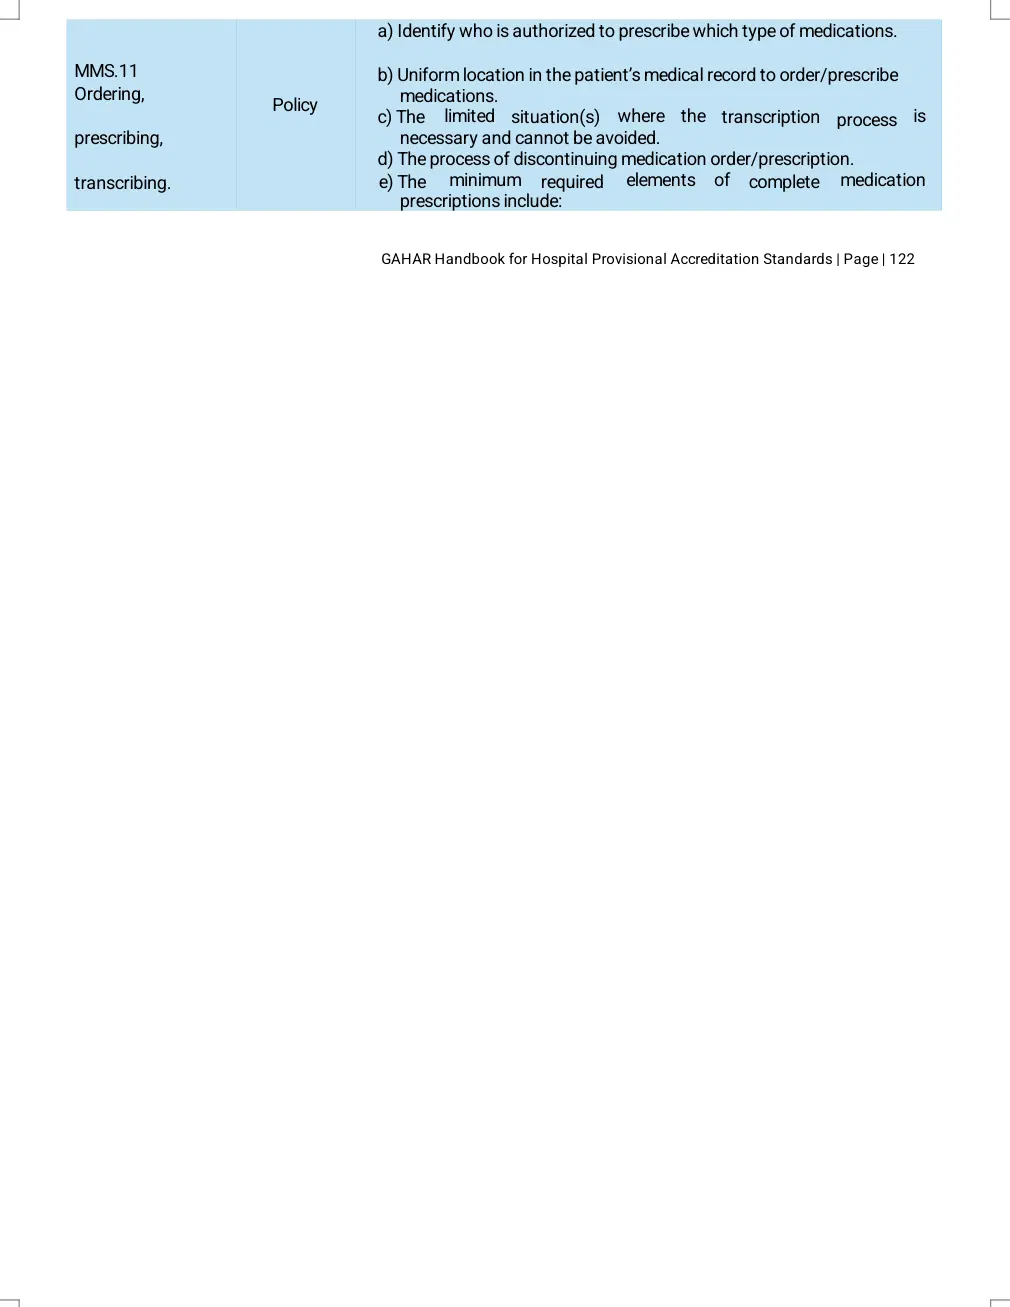 MMS.11
Ordering,
prescribing,
transcribing.
Policy
a) Identify who is authorized to prescribe which type of medications.
b) Uniform location in the patient’s medical record to order/prescribe
medications.
c) The limited situation(s) where the transcription process is
necessary and cannot be avoided.
d) The process of discontinuing medication order/prescription.
e) The minimum required elements of complete medication
prescriptions include:
GAHAR Handbook for Hospital Provisional Accreditation Standards | Page | 122